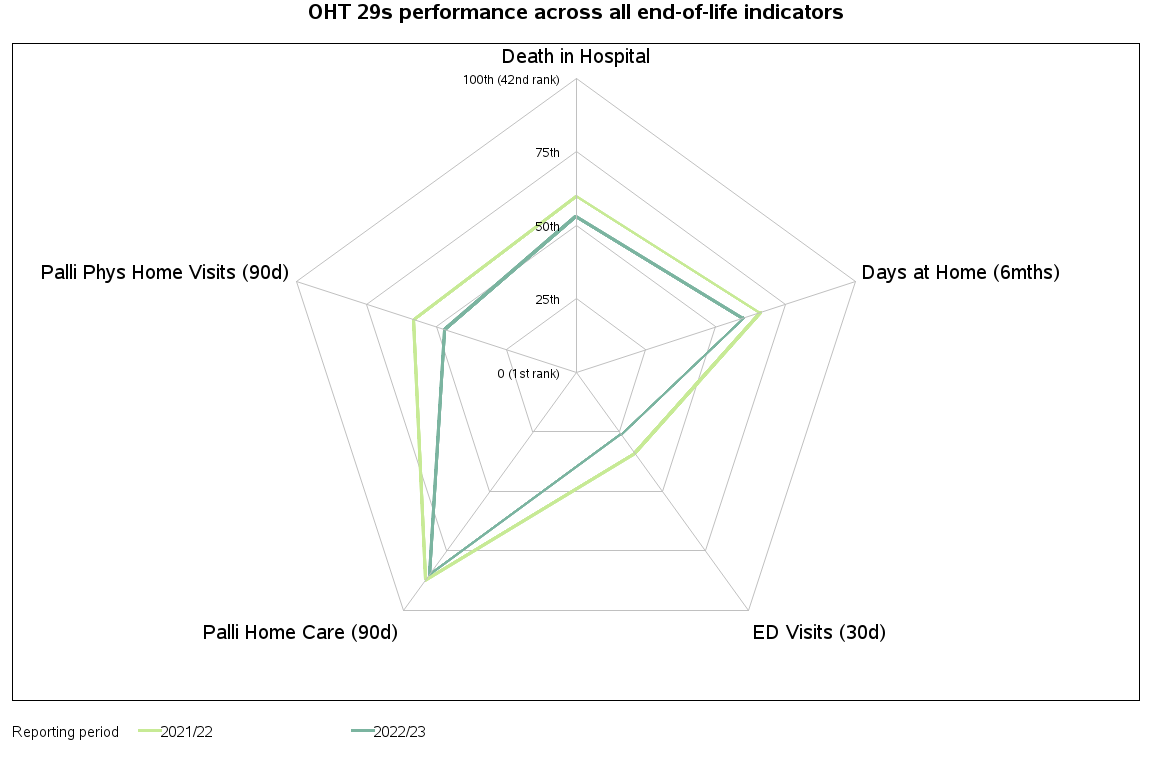 OHT 29s performance across all end-of-life indicators
Death in Hospital
100th (42nd rank)
75th
50th
25th
0 (1st rank)
Palli Phys Home Visits (90d)
Days at Home (6mths)
Palli Home Care (90d)
ED Visits (30d)
Reporting period 2021/22 2022/23